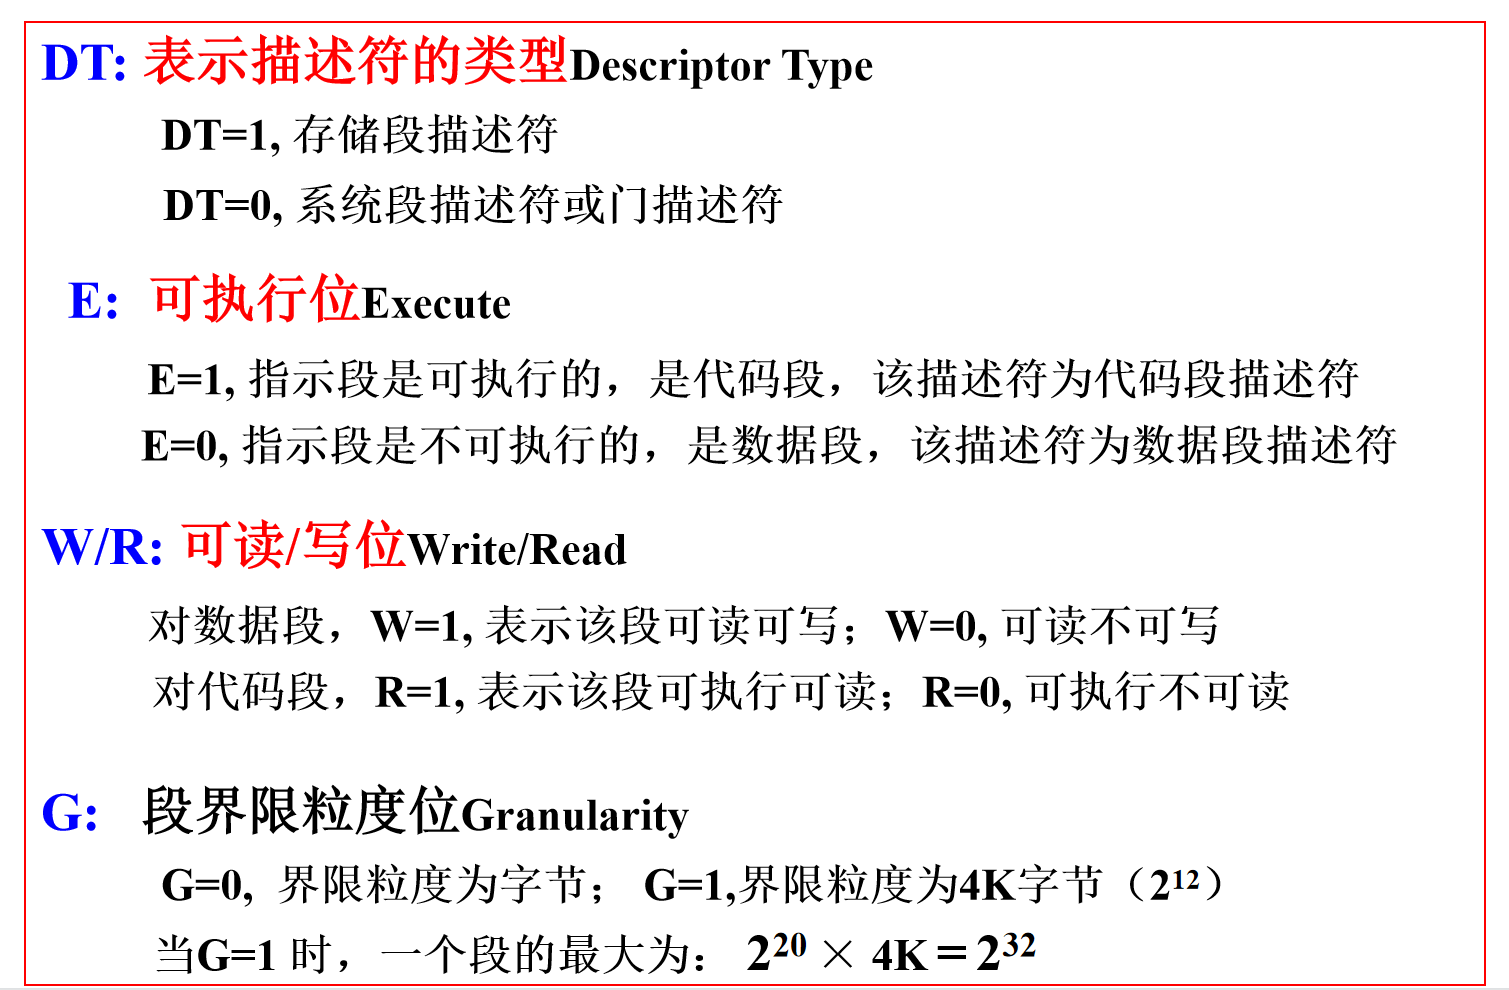 DT: 表示描述符的类型Descriptor Type
DT=1, 存储段描述符
DT=0, 系统段描述符或门描述符
E: 可执行位Execute
E=1, 指示段是可执行的，是代码段，该描述符为代码段描述符
E=0, 指示段是不可执行的，是数据段，该描述符为数据段描述符
W/R: 可读/写位Write/Read
对数据段，W=1, 表示该段可读可写；W=0, 可读不可写
对代码段，R=1, 表示该段可执行可读；R=0, 可执行不可读
G: 段界限粒度位Granularity
G=0, 界限粒度为字节； G=1,界限粒度为4K字节（2¹²）
当G=1 时，一个段的最大为： 2²⁰ × 4K＝2³²